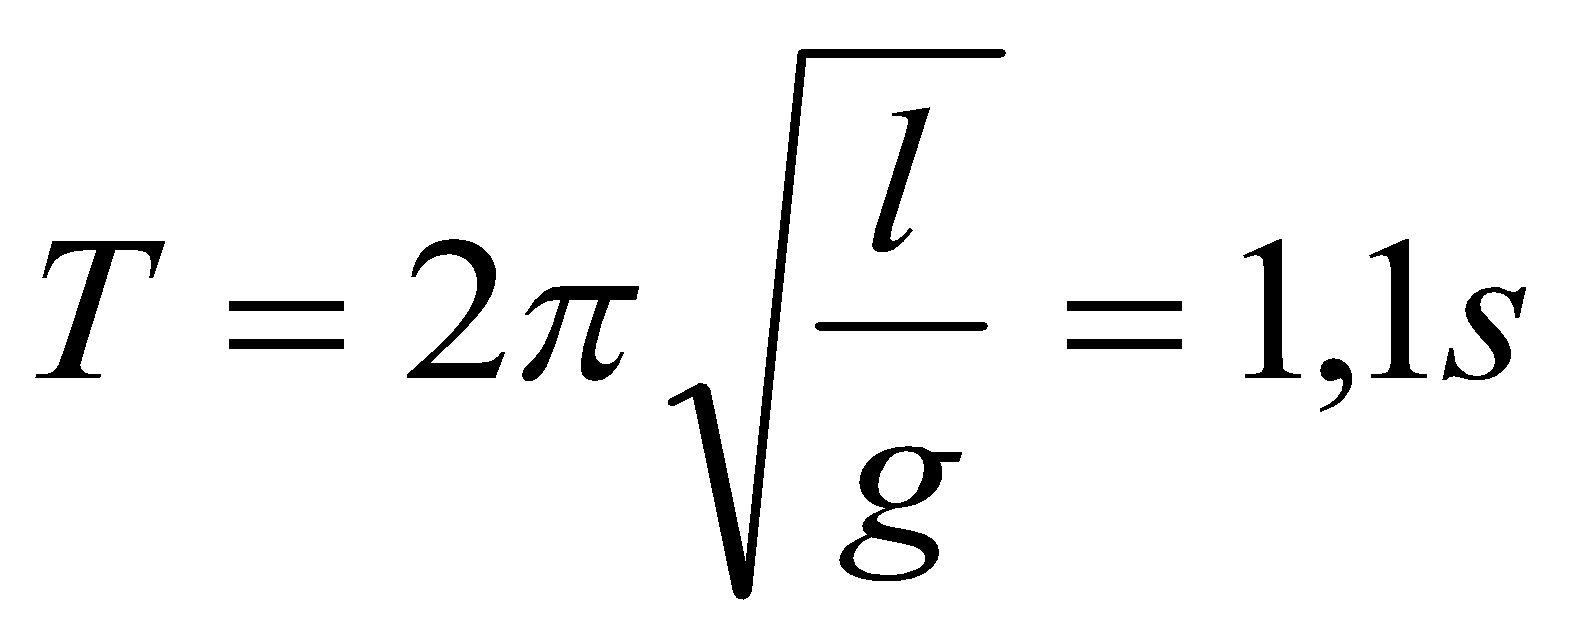 T = 2π√(l/g) = 1,1s